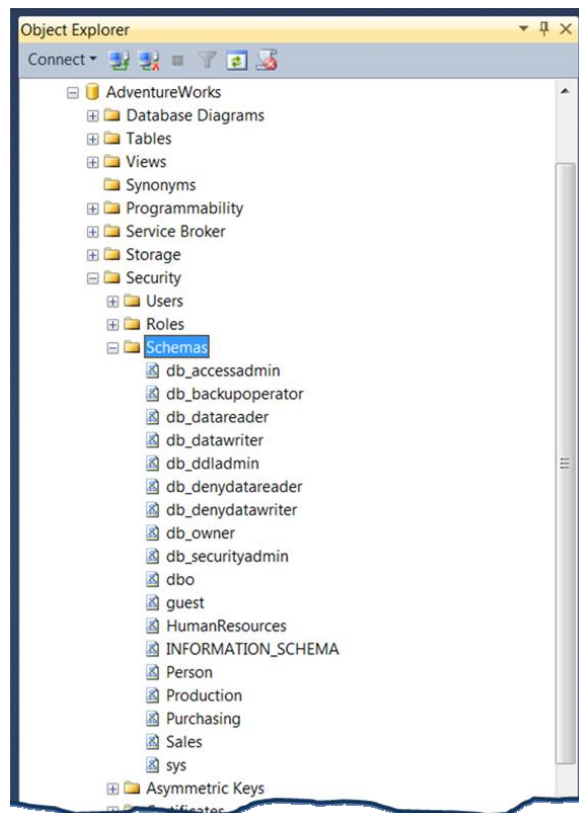 Object Explorer
Connect
AdventureWorks
Database Diagrams
Tables
Views
Synonyms
Programmability
Service Broker
Storage
Security
Users
Roles
Schemas
db_accessadmin
db_backupoperator
db_datareader
db_datawriter
db_ddladmin
db_denydatareader
db_denydatawriter
db_owner
db_securityadmin
dbo
guest
HumanResources
INFORMATION_SCHEMA
Person
Production
Purchasing
Sales
sys
Asymmetric Keys